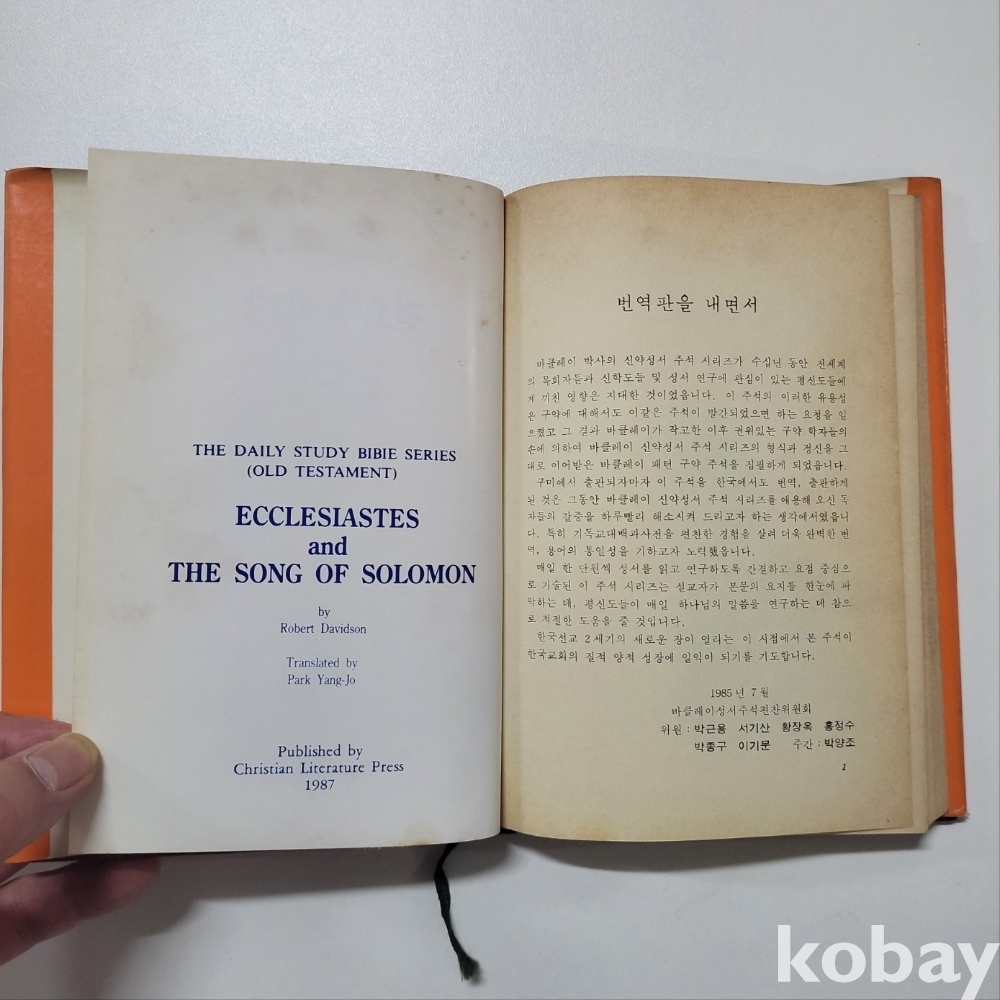 THE DAILY STUDY BIBIE SERIES
(OLD TESTAMENT)
ECCLESIASTES
and
THE SONG OF SOLOMON
by
Robert Davidson
Translated by
Park Yang-Jo
Published by
Christian Literature Press
1987
번역판을 내면서
바클레이 박사의 신약성서 주석 시리즈가 수십년 동안 전세계
의 목회자들과 신학도들 및 성서 연구에 관심이 있는 평신도들에
게 끼친 영향은 지대한 것이었읍니다. 이 주석의 이러한 유용성
은 구약에 대해서도 이같은 주석이 발간되었으면 하는 요청을 일
으켰고 그 결과 바클레이가 작고한 이후 권위있는 구약 학자들의
손에 의하여 바클레이 신약성서 주석 시리즈의 형식과 정신을 그
대로 이어받은 바클레이 패턴 구약 주석을 집필하게 되었읍니다.
구미에서 출판되자마자 이 주석을 한국에서도 번역, 출판하게
된 것은 그동안 바클레이 신약성서 주석 시리즈를 애용해 오신 독
자들의 갈증을 하루빨리 해소시켜 드리고자 하는 생각에서였읍니
다. 특히 기독교대백과사전을 편찬한 경험을 살려 더욱 완벽한 번
역, 용어의 통일성을 기하고자 노력했읍니다.
매일 한 단원씩 성서를 읽고 연구하도록 간결하고 요점 중심으
로 기술된 이 주석 시리즈는 설교자가 본문의 요지를 한눈에 파
악하는 데, 평신도들이 매일 하나님의 말씀을 연구하는 데 참으
로 적절한 도움을 줄 것입니다.
한국선교 2세기의 새로운 장이 열리는 이 시점에서 본 주석이
한국교회의 질적 양적 성장에 일익이 되기를 기도합니다.
1985년 7월
바클레이성서주석편찬위원회
위원 : 박근용 서기산 황장옥 홍정수
박종구 이기문 주간 : 박양조
1
kobay